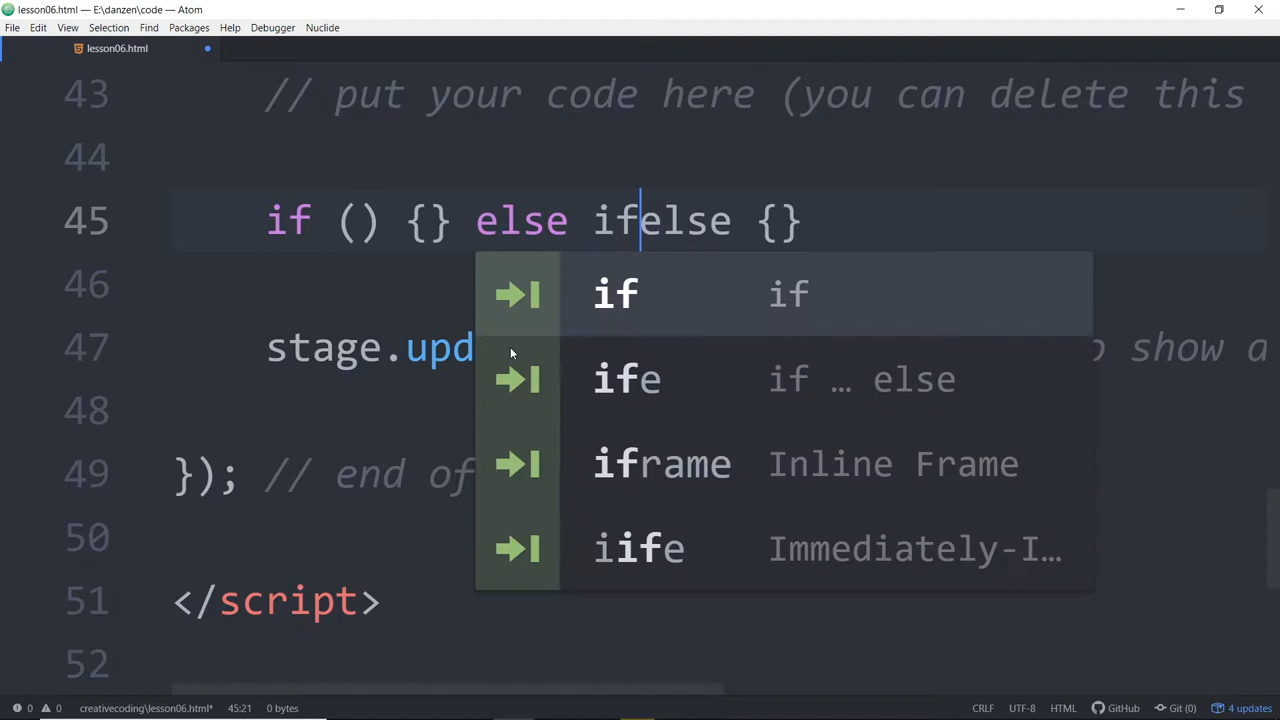 lesson06.html — E:\danzen\code — Atom
File Edit View Selection Find Packages Help Debugger Nuclide
lesson06.html
43 // put your code here (you can delete this
44
45 if () {} else ifelse {}
46 if if
47 stage.upd o show a
ife if … else
48
iframe Inline Frame
49 }); // end of
50 iife Immediately-I…
51 </script>
52
0 0 creativecoding\lesson06.html* 45:21 0 bytes CRLF UTF-8 HTML GitHub Git (0) 4 updates